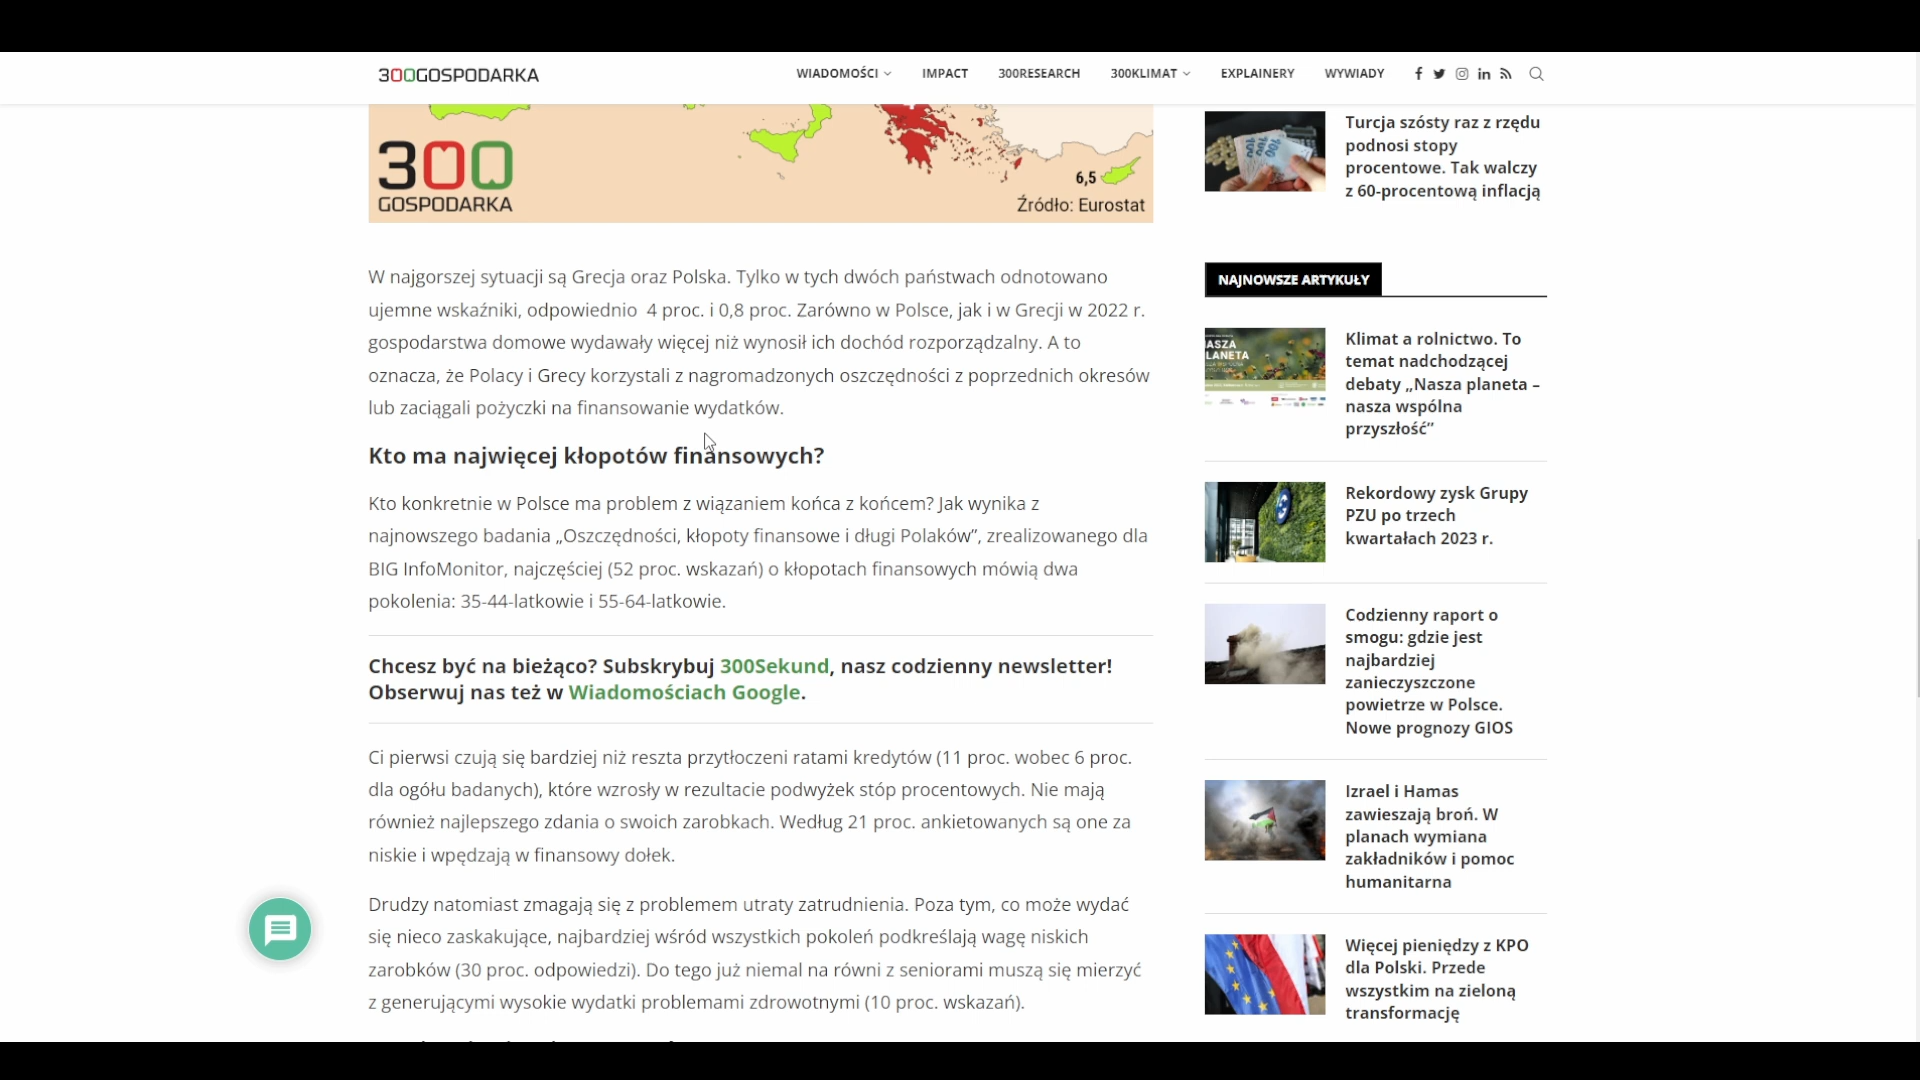 300GOSPODARKA
WIADOMOŚCI
IMPACT
300RESEARCH
300KLIMAT
EXPLAINERY
WYWIADY
300
GOSPODARKA
6,5
Źródło: Eurostat
W najgorszej sytuacji są Grecja oraz Polska. Tylko w tych dwóch państwach odnotowano
ujemne wskaźniki, odpowiednio 4 proc. i 0,8 proc. Zarówno w Polsce, jak i w Grecji w 2022 r.
gospodarstwa domowe wydawały więcej niż wynosił ich dochód rozporządzalny. A to
oznacza, że Polacy i Grecy korzystali z nagromadzonych oszczędności z poprzednich okresów
lub zaciągali pożyczki na finansowanie wydatków.
Kto ma najwięcej kłopotów finansowych?
Kto konkretnie w Polsce ma problem z wiązaniem końca z końcem? Jak wynika z
najnowszego badania „Oszczędności, kłopoty finansowe i długi Polaków”, zrealizowanego dla
BIG InfoMonitor, najczęściej (52 proc. wskazań) o kłopotach finansowych mówią dwa
pokolenia: 35-44-latkowie i 55-64-latkowie.
Chcesz być na bieżąco? Subskrybuj 300Sekund, nasz codzienny newsletter!
Obserwuj nas też w Wiadomościach Google.
Ci pierwsi czują się bardziej niż reszta przytłoczeni ratami kredytów (11 proc. wobec 6 proc.
dla ogółu badanych), które wzrosły w rezultacie podwyżek stóp procentowych. Nie mają
również najlepszego zdania o swoich zarobkach. Według 21 proc. ankietowanych są one za
niskie i wpędzają w finansowy dołek.
Drudzy natomiast zmagają się z problemem utraty zatrudnienia. Poza tym, co może wydać
się nieco zaskakujące, najbardziej wśród wszystkich pokoleń podkreślają wagę niskich
zarobków (30 proc. odpowiedzi). Do tego już niemal na równi z seniorami muszą się mierzyć
z generującymi wysokie wydatki problemami zdrowotnymi (10 proc. wskazań).
Turcja szósty raz z rzędu
podnosi stopy
procentowe. Tak walczy
z 60-procentową inflacją
NAJNOWSZE ARTYKUŁY
NASZA
PLANETA
Klimat a rolnictwo. To
temat nadchodzącej
debaty „Nasza planeta –
nasza wspólna
przyszłość”
Rekordowy zysk Grupy
PZU po trzech
kwartałach 2023 r.
Codzienny raport o
smogu: gdzie jest
najbardziej
zanieczyszczone
powietrze w Polsce.
Nowe prognozy GIOS
Izrael i Hamas
zawieszają broń. W
planach wymiana
zakładników i pomoc
humanitarna
Więcej pieniędzy z KPO
dla Polski. Przede
wszystkim na zieloną
transformację